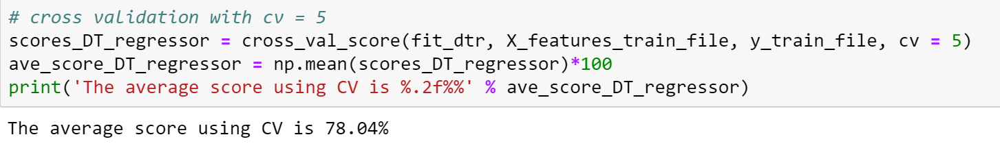 # cross validation with cv = 5
scores_DT_regressor = cross_val_score(fit_dtr, X_features_train_file, y_train_file, cv = 5)
ave_score_DT_regressor = np.mean(scores_DT_regressor)*100
print('The average score using CV is %.2f%%' % ave_score_DT_regressor)
The average score using CV is 78.04%